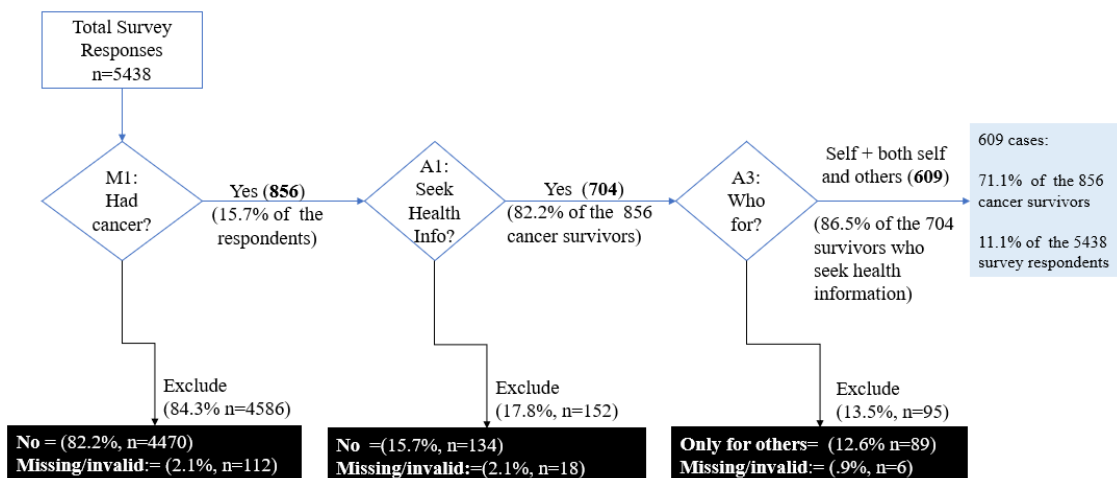 Total Survey
Responses
n=5438
M1:
Had
cancer?
Yes (856)
(15.7% of the
respondents)
A1:
Seek
Health
Info?
Yes (704)
(82.2% of the 856
cancer survivors)
A3:
Who
for?
Self + both self
and others (609)
(86.5% of the 704
survivors who
seek health
information)
609 cases:
71.1% of the 856
cancer survivors
11.1% of the 5438
survey respondents
Exclude
(84.3% n=4586)
No = (82.2%, n=4470)
Missing/invalid:= (2.1%, n=112)
Exclude
(17.8%, n=152)
No =(15.7%, n=134)
Missing/invalid:=(2.1%, n=18)
Exclude
(13.5%, n=95)
Only for others= (12.6% n=89)
Missing/invalid:= (.9%, n=6)